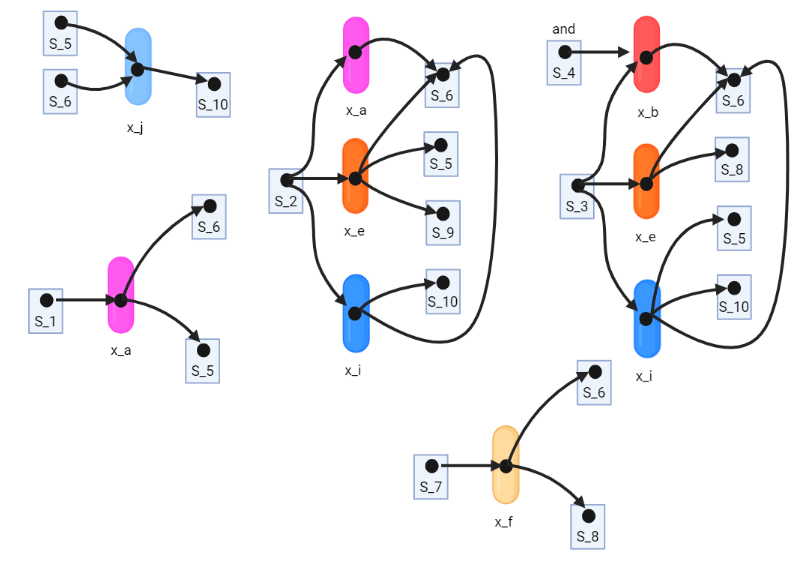 S_5
S_6
x_j
S_10
S_1
x_a
S_6
S_5
S_2
x_a
S_6
x_e
S_5
S_9
x_i
S_10
and
S_4
x_b
S_6
S_3
x_e
S_8
S_5
x_i
S_10
S_7
x_f
S_6
S_8